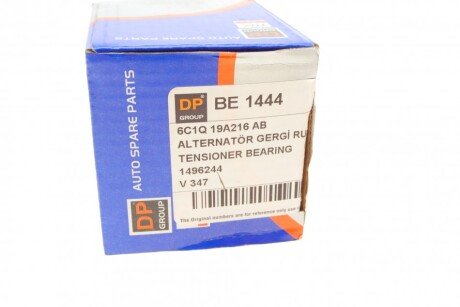 AUTO SPARE PARTS
DP
GROUP
BE 1444
6C1Q 19A216 AB
ALTERNATÖR GERGİ RU
TENSIONER BEARING
1496244
V 347
The Original numbers are for reference only use
AUTO SPARE PARTS
DP
GROUP